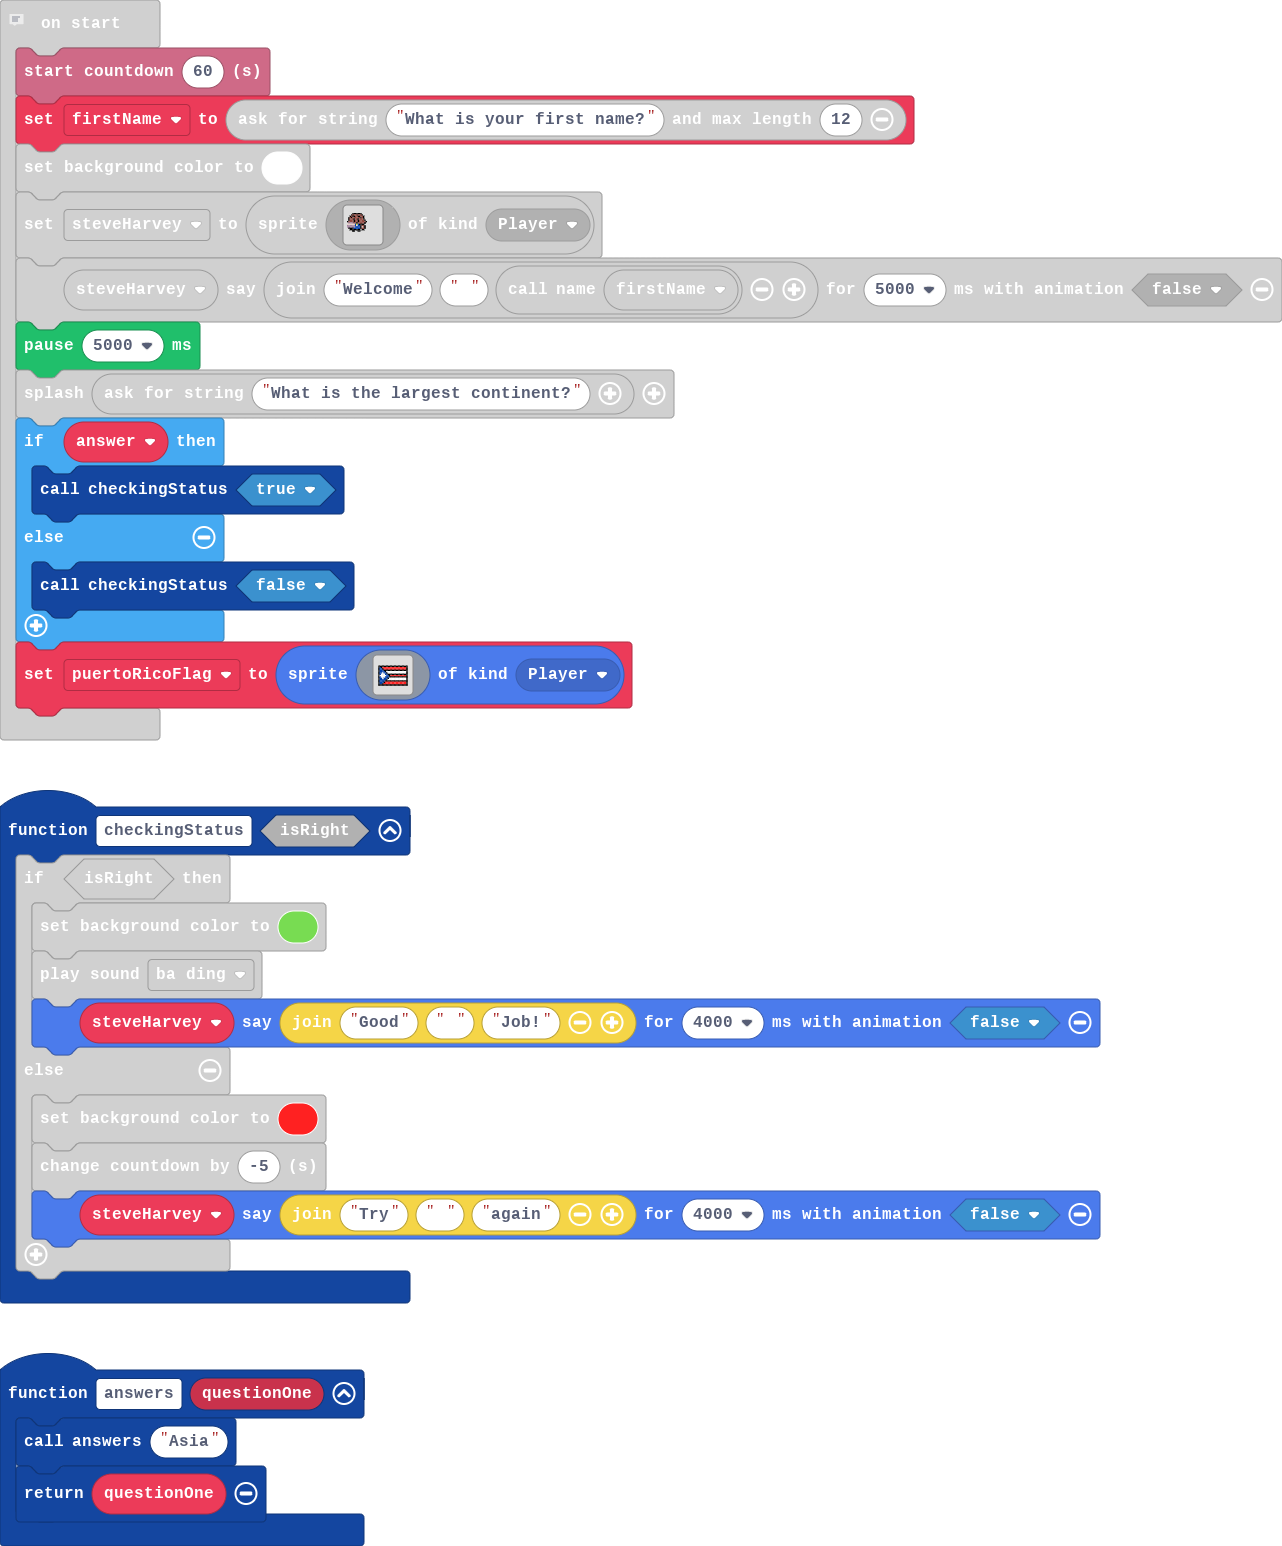 on start
start countdown 60 (s)
set firstName to ask for string "What is your first name?" and max length 12
set background color to
set steveHarvey to sprite of kind Player
steveHarvey say join "Welcome" " " call name firstName for 5000 ms with animation false
pause 5000 ms
splash ask for string "What is the largest continent?"
if answer then
call checkingStatus true
else
call checkingStatus false
set puertoRicoFlag to sprite of kind Player
function checkingStatus isRight
if isRight then
set background color to
play sound ba ding
steveHarvey say join "Good" " " "Job!" for 4000 ms with animation false
else
set background color to
change countdown by -5 (s)
steveHarvey say join "Try" " " "again" for 4000 ms with animation false
function answers questionOne
call answers "Asia"
return questionOne